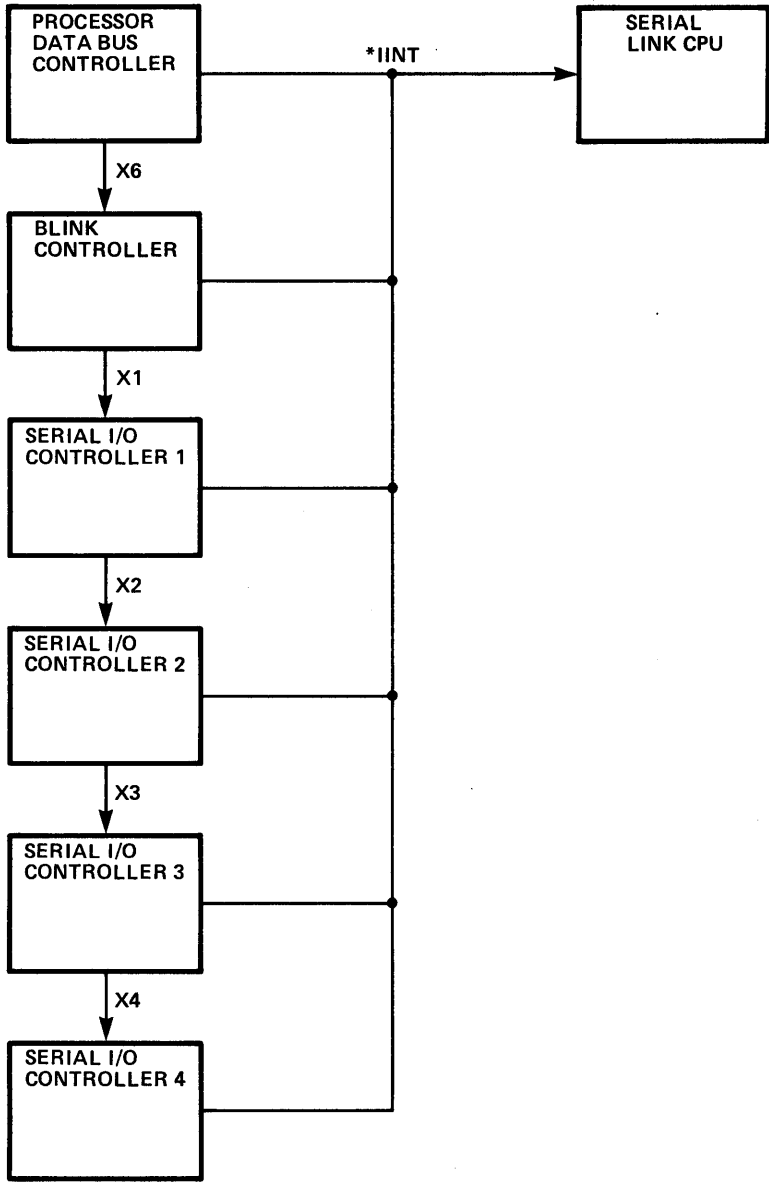 PROCESSOR
DATA BUS
CONTROLLER
*IINT
SERIAL
LINK CPU
X6
BLINK
CONTROLLER
X1
SERIAL I/O
CONTROLLER 1
X2
SERIAL I/O
CONTROLLER 2
X3
SERIAL I/O
CONTROLLER 3
X4
SERIAL I/O
CONTROLLER 4